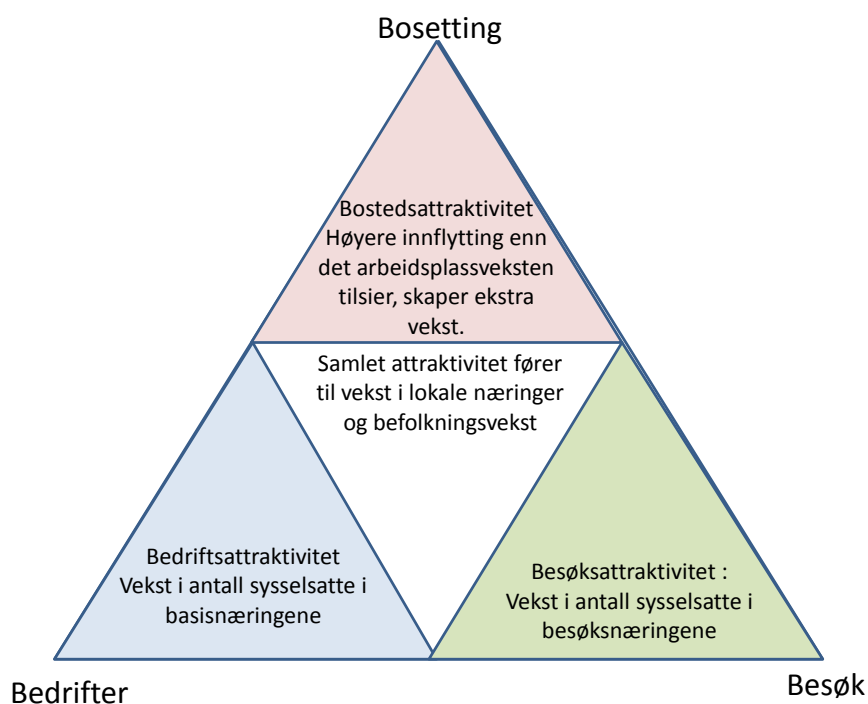 Bosetting
Bostedsattraktivitet
Høyere innflytting enn
det arbeidsplassveksten
tilsier, skaper ekstra
vekst.
Samlet attraktivitet fører
til vekst i lokale næringer
og befolkningsvekst
Bedriftsattraktivitet
Vekst i antall sysselsatte i
basisnæringene
Besøksattraktivitet :
Vekst i antall sysselsatte i
besøksnæringene
Bedrifter
Besøk